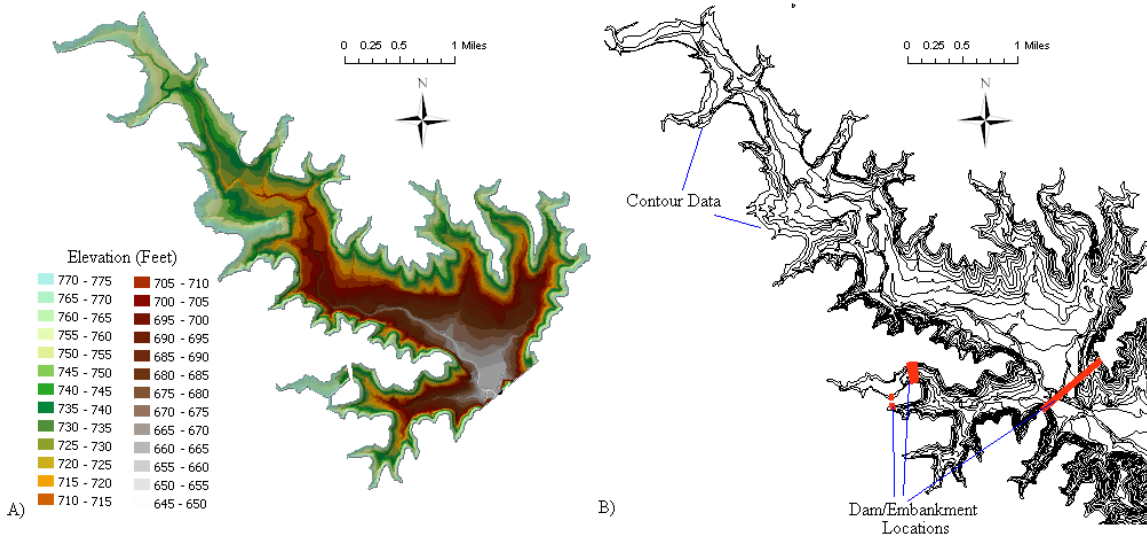 0 0.25 0.5 1 Miles
N
Elevation (Feet)
770 - 775
765 - 770
760 - 765
755 - 760
750 - 755
745 - 750
740 - 745
735 - 740
730 - 735
725 - 730
720 - 725
715 - 720
710 - 715
705 - 710
700 - 705
695 - 700
690 - 695
685 - 690
680 - 685
675 - 680
670 - 675
665 - 670
660 - 665
655 - 660
650 - 655
645 - 650
A)
0 0.25 0.5 1 Miles
N
Contour Data
Dam/Embankment
Locations
B)